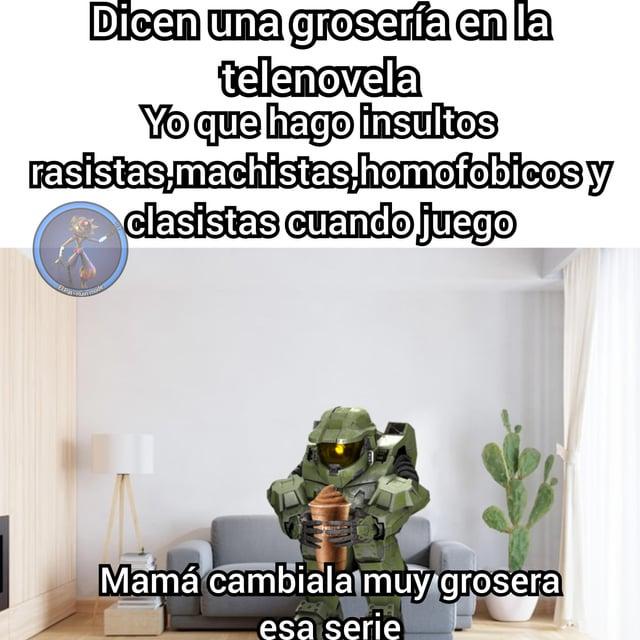 Dicen una grosería en la
telenovela
Yo que hago insultos
rasistas,machistas,homofobicos y
clasistas cuando juego
Mamá cambiala muy grosera
esa serie